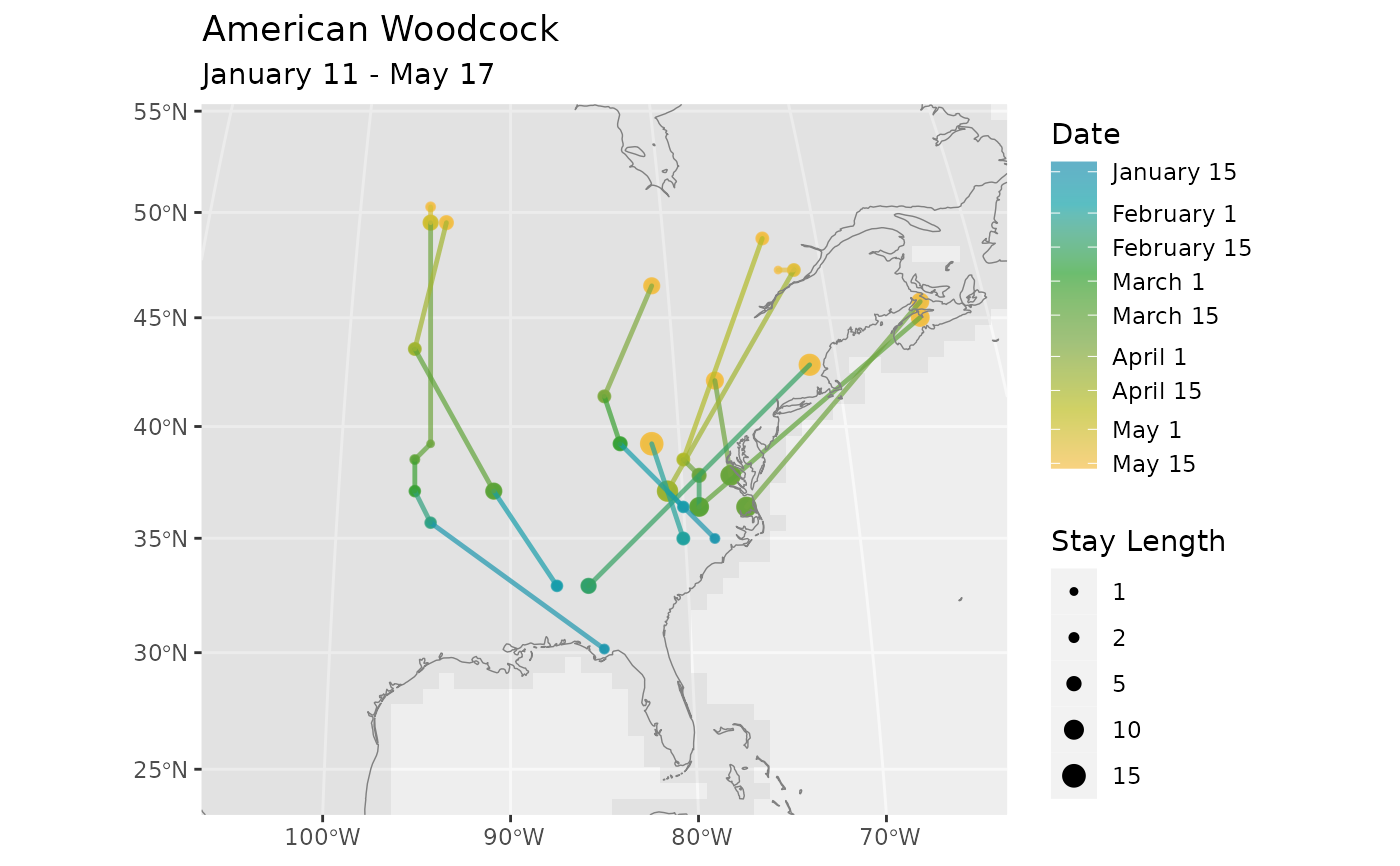 American Woodcock
January 11 - May 17
55°N
50°N
45°N
40°N
35°N
30°N
25°N
100°W
90°W
80°W
70°W
Date
January 15
February 1
February 15
March 1
March 15
April 1
April 15
May 1
May 15
Stay Length
1
2
5
10
15